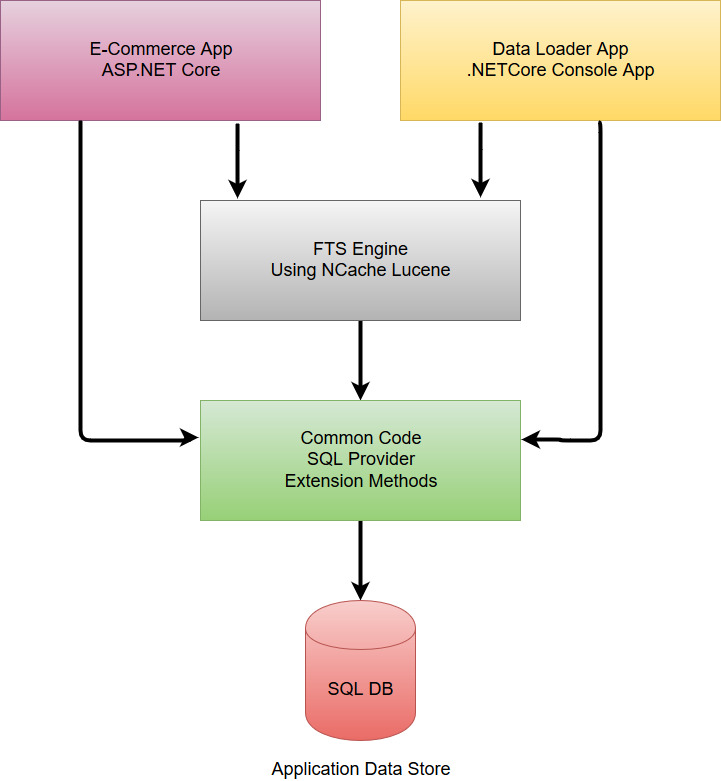 E-Commerce App
ASP.NET Core
Data Loader App
.NETCore Console App
FTS Engine
Using NCache Lucene
Common Code
SQL Provider
Extension Methods
SQL DB
Application Data Store